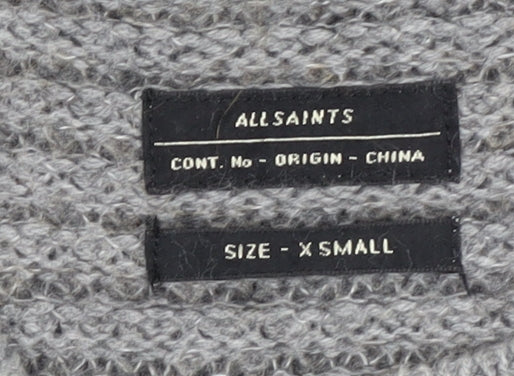 ALLSAINTS
CONT. No - ORIGIN - CHINA
SIZE - X SMALL